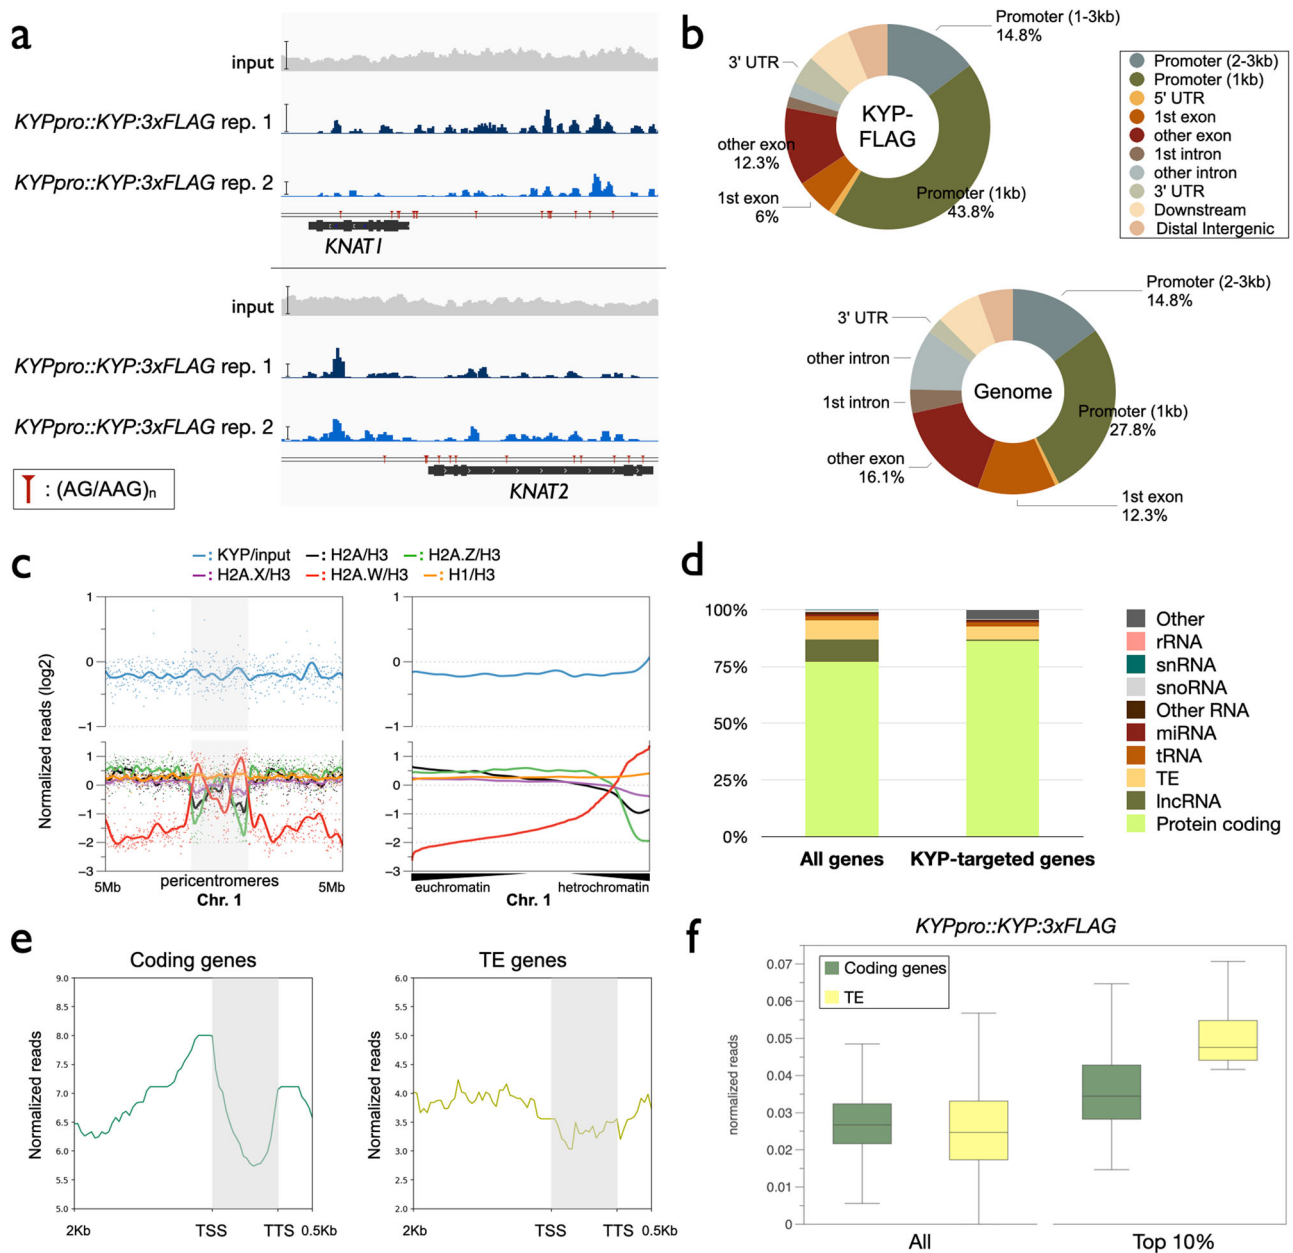 a
input
KYPpro::KYP:3xFLAG rep. 1
KYPpro::KYP:3xFLAG rep. 2
KNAT1
input
KYPpro::KYP:3xFLAG rep. 1
KYPpro::KYP:3xFLAG rep. 2
KNAT2
: (AG/AAG)n
b
Promoter (1-3kb)
14.8%
3' UTR
KYP-
FLAG
other exon
12.3%
1st exon
6%
Promoter (1kb)
43.8%
Promoter (2-3kb)
Promoter (1kb)
5' UTR
1st exon
other exon
1st intron
other intron
3' UTR
Downstream
Distal Intergenic
Promoter (2-3kb)
14.8%
3' UTR
other intron
1st intron
Genome
Promoter (1kb)
27.8%
other exon
16.1%
1st exon
12.3%
c
: KYP/input
: H2A/H3
: H2A.Z/H3
: H2A.X/H3
: H2A.W/H3
: H1/H3
Normalized reads (log2)
1
0
−1
1
0
−1
−2
−3
5Mb
pericentromeres
5Mb
Chr. 1
1
0
−1
1
0
−1
−2
−3
euchromatin
hetrochromatin
Chr. 1
d
100%
75%
50%
25%
0%
All genes
KYP-targeted genes
Other
rRNA
snRNA
snoRNA
Other RNA
miRNA
tRNA
TE
lncRNA
Protein coding
e
Coding genes
Normalized reads
9.0
8.0
7.5
7.0
6.5
6.0
5.5
5.0
2Kb
TSS
TTS
0.5Kb
TE genes
Normalized reads
6.0
5.5
5.0
4.5
4.0
3.5
3.0
2.5
2.0
2Kb
TSS
TTS
0.5Kb
f
KYPpro::KYP:3xFLAG
Coding genes
TE
normalized reads
0.07
0.06
0.05
0.04
0.03
0.02
0.01
0
All
Top 10%